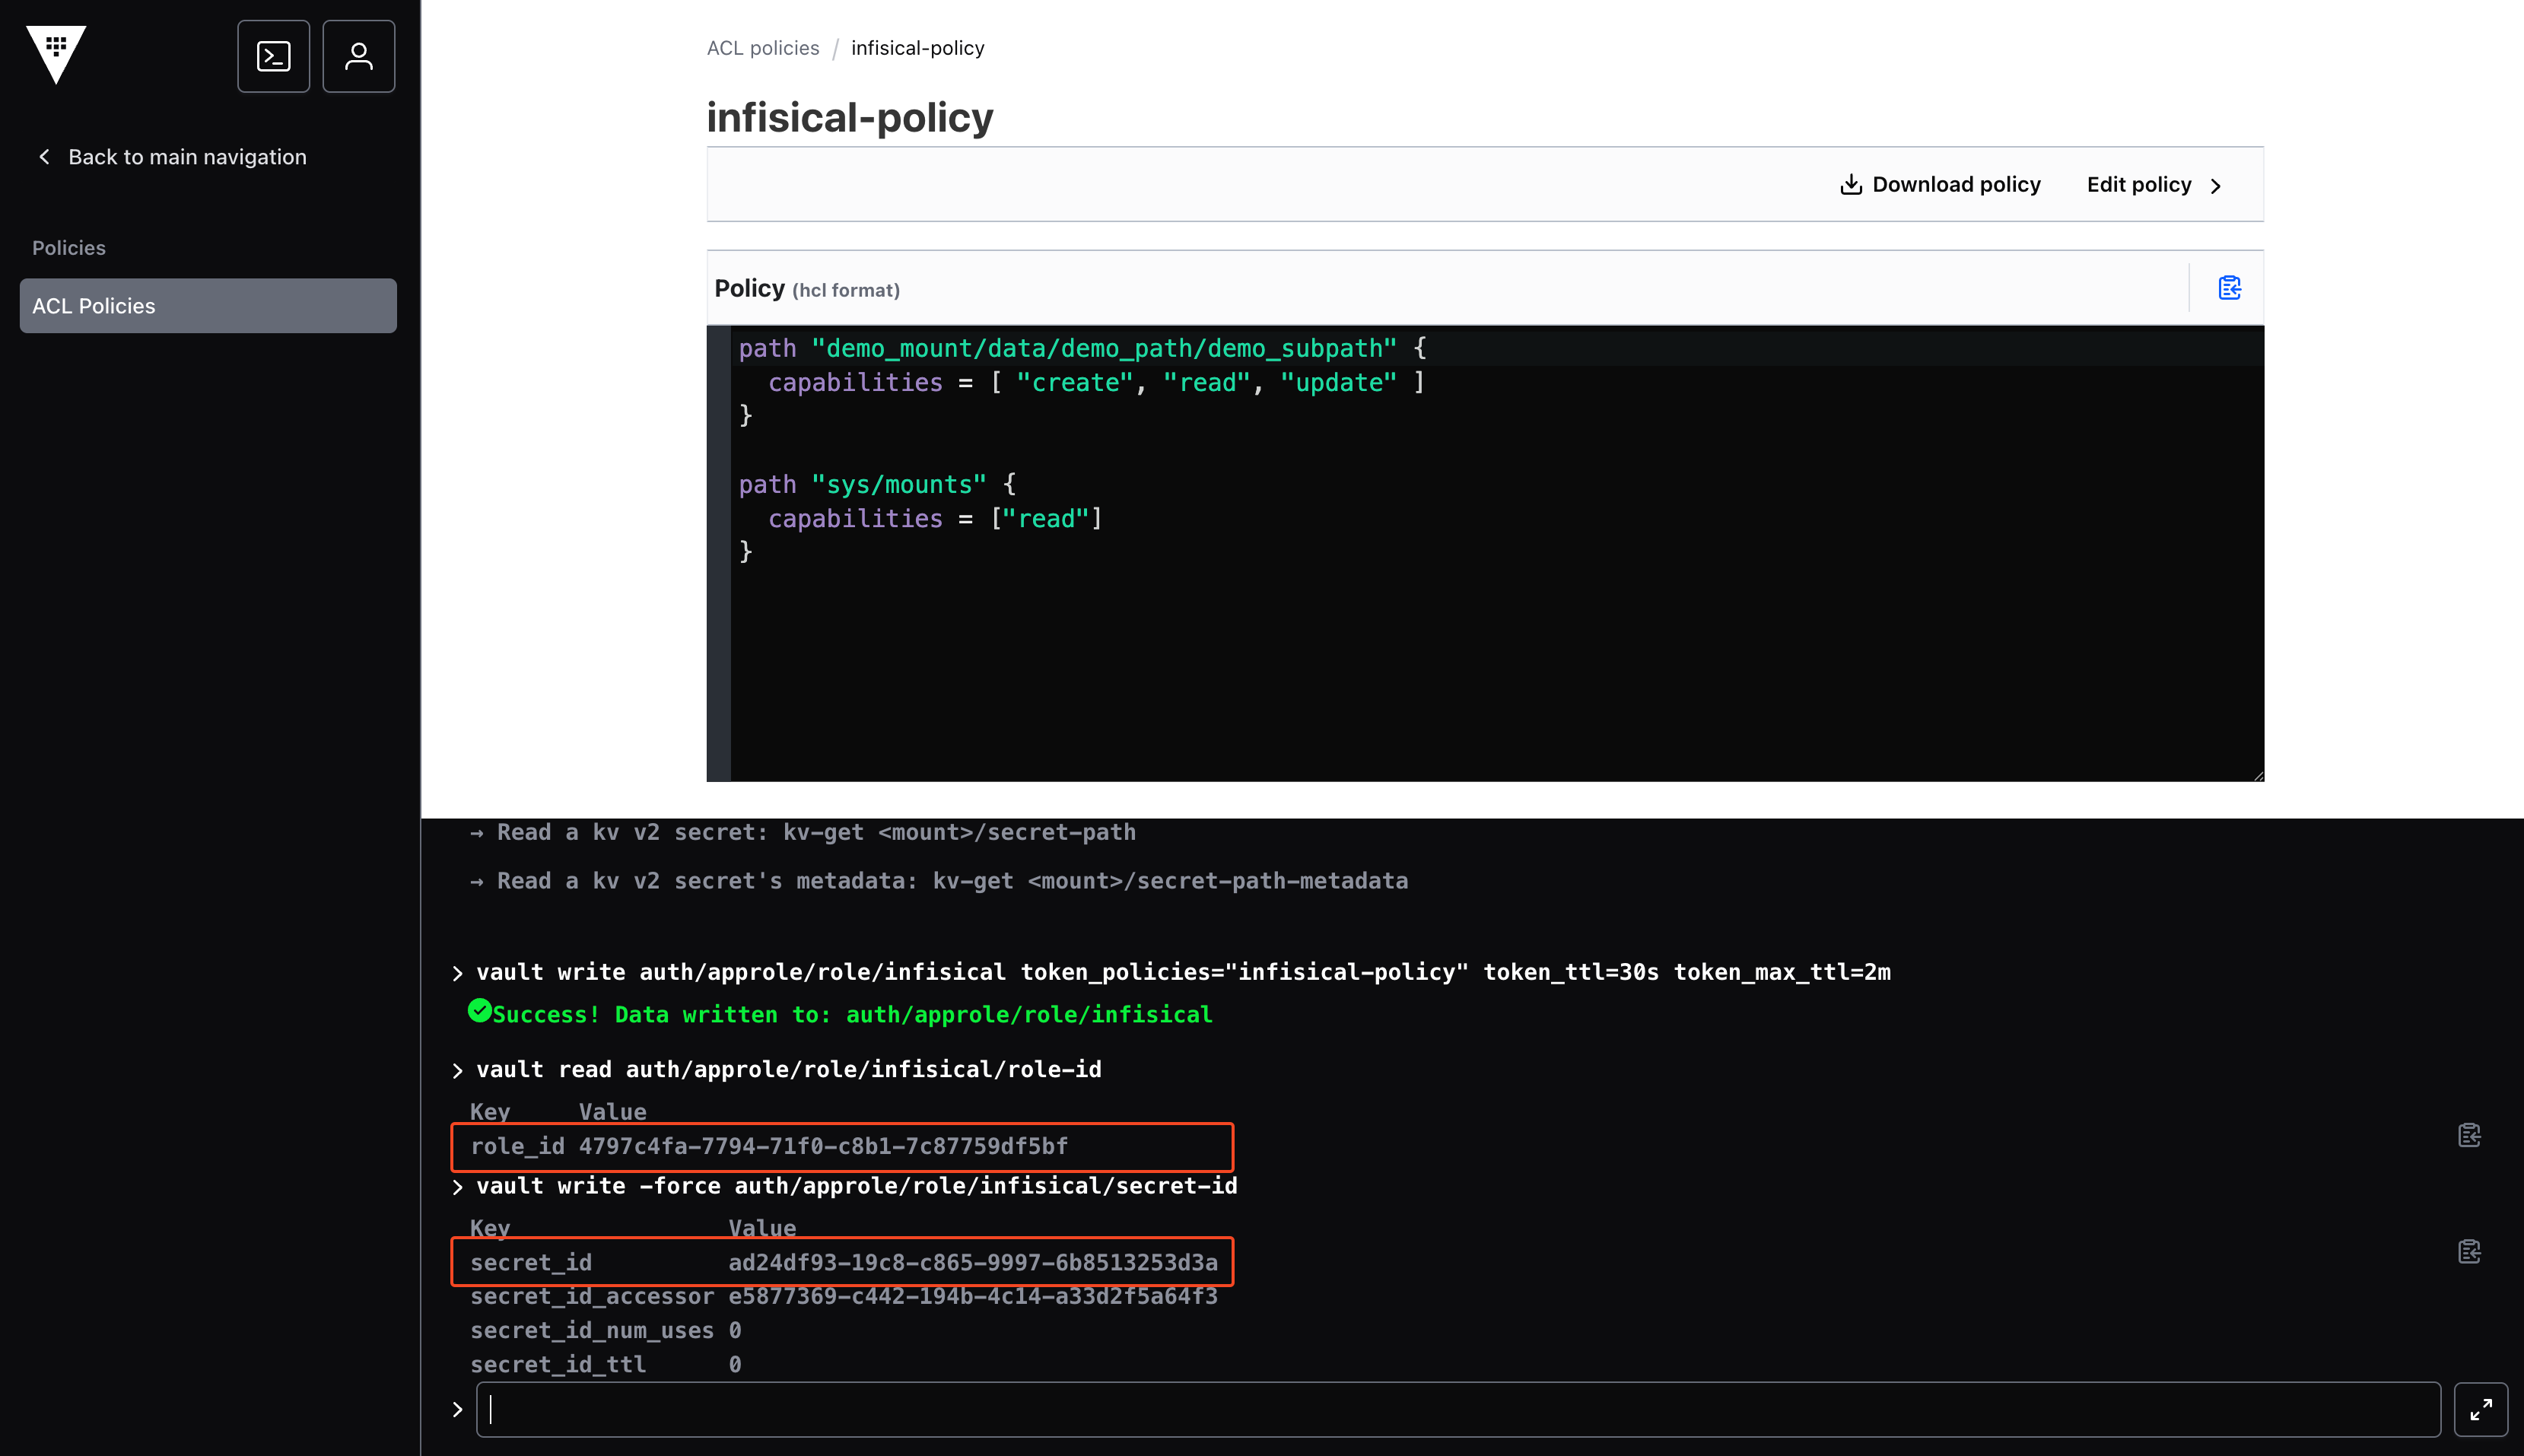 Back to main navigation
Policies
ACL Policies
ACL policies / infisical-policy
infisical-policy
Download policy Edit policy
Policy (hcl format)
path "demo_mount/data/demo_path/demo_subpath" {
  capabilities = [ "create", "read", "update" ]
}
path "sys/mounts" {
  capabilities = ["read"]
}
→ Read a kv v2 secret: kv-get <mount>/secret-path
→ Read a kv v2 secret's metadata: kv-get <mount>/secret-path-metadata
> vault write auth/approle/role/infisical token_policies="infisical-policy" token_ttl=30s token_max_ttl=2m
Success! Data written to: auth/approle/role/infisical
> vault read auth/approle/role/infisical/role-id
Key Value
role_id 4797c4fa-7794-71f0-c8b1-7c87759df5bf
> vault write -force auth/approle/role/infisical/secret-id
Key Value
secret_id ad24df93-19c8-c865-9997-6b8513253d3a
secret_id_accessor e5877369-c442-194b-4c14-a33d2f5a64f3
secret_id_num_uses 0
secret_id_ttl 0
>